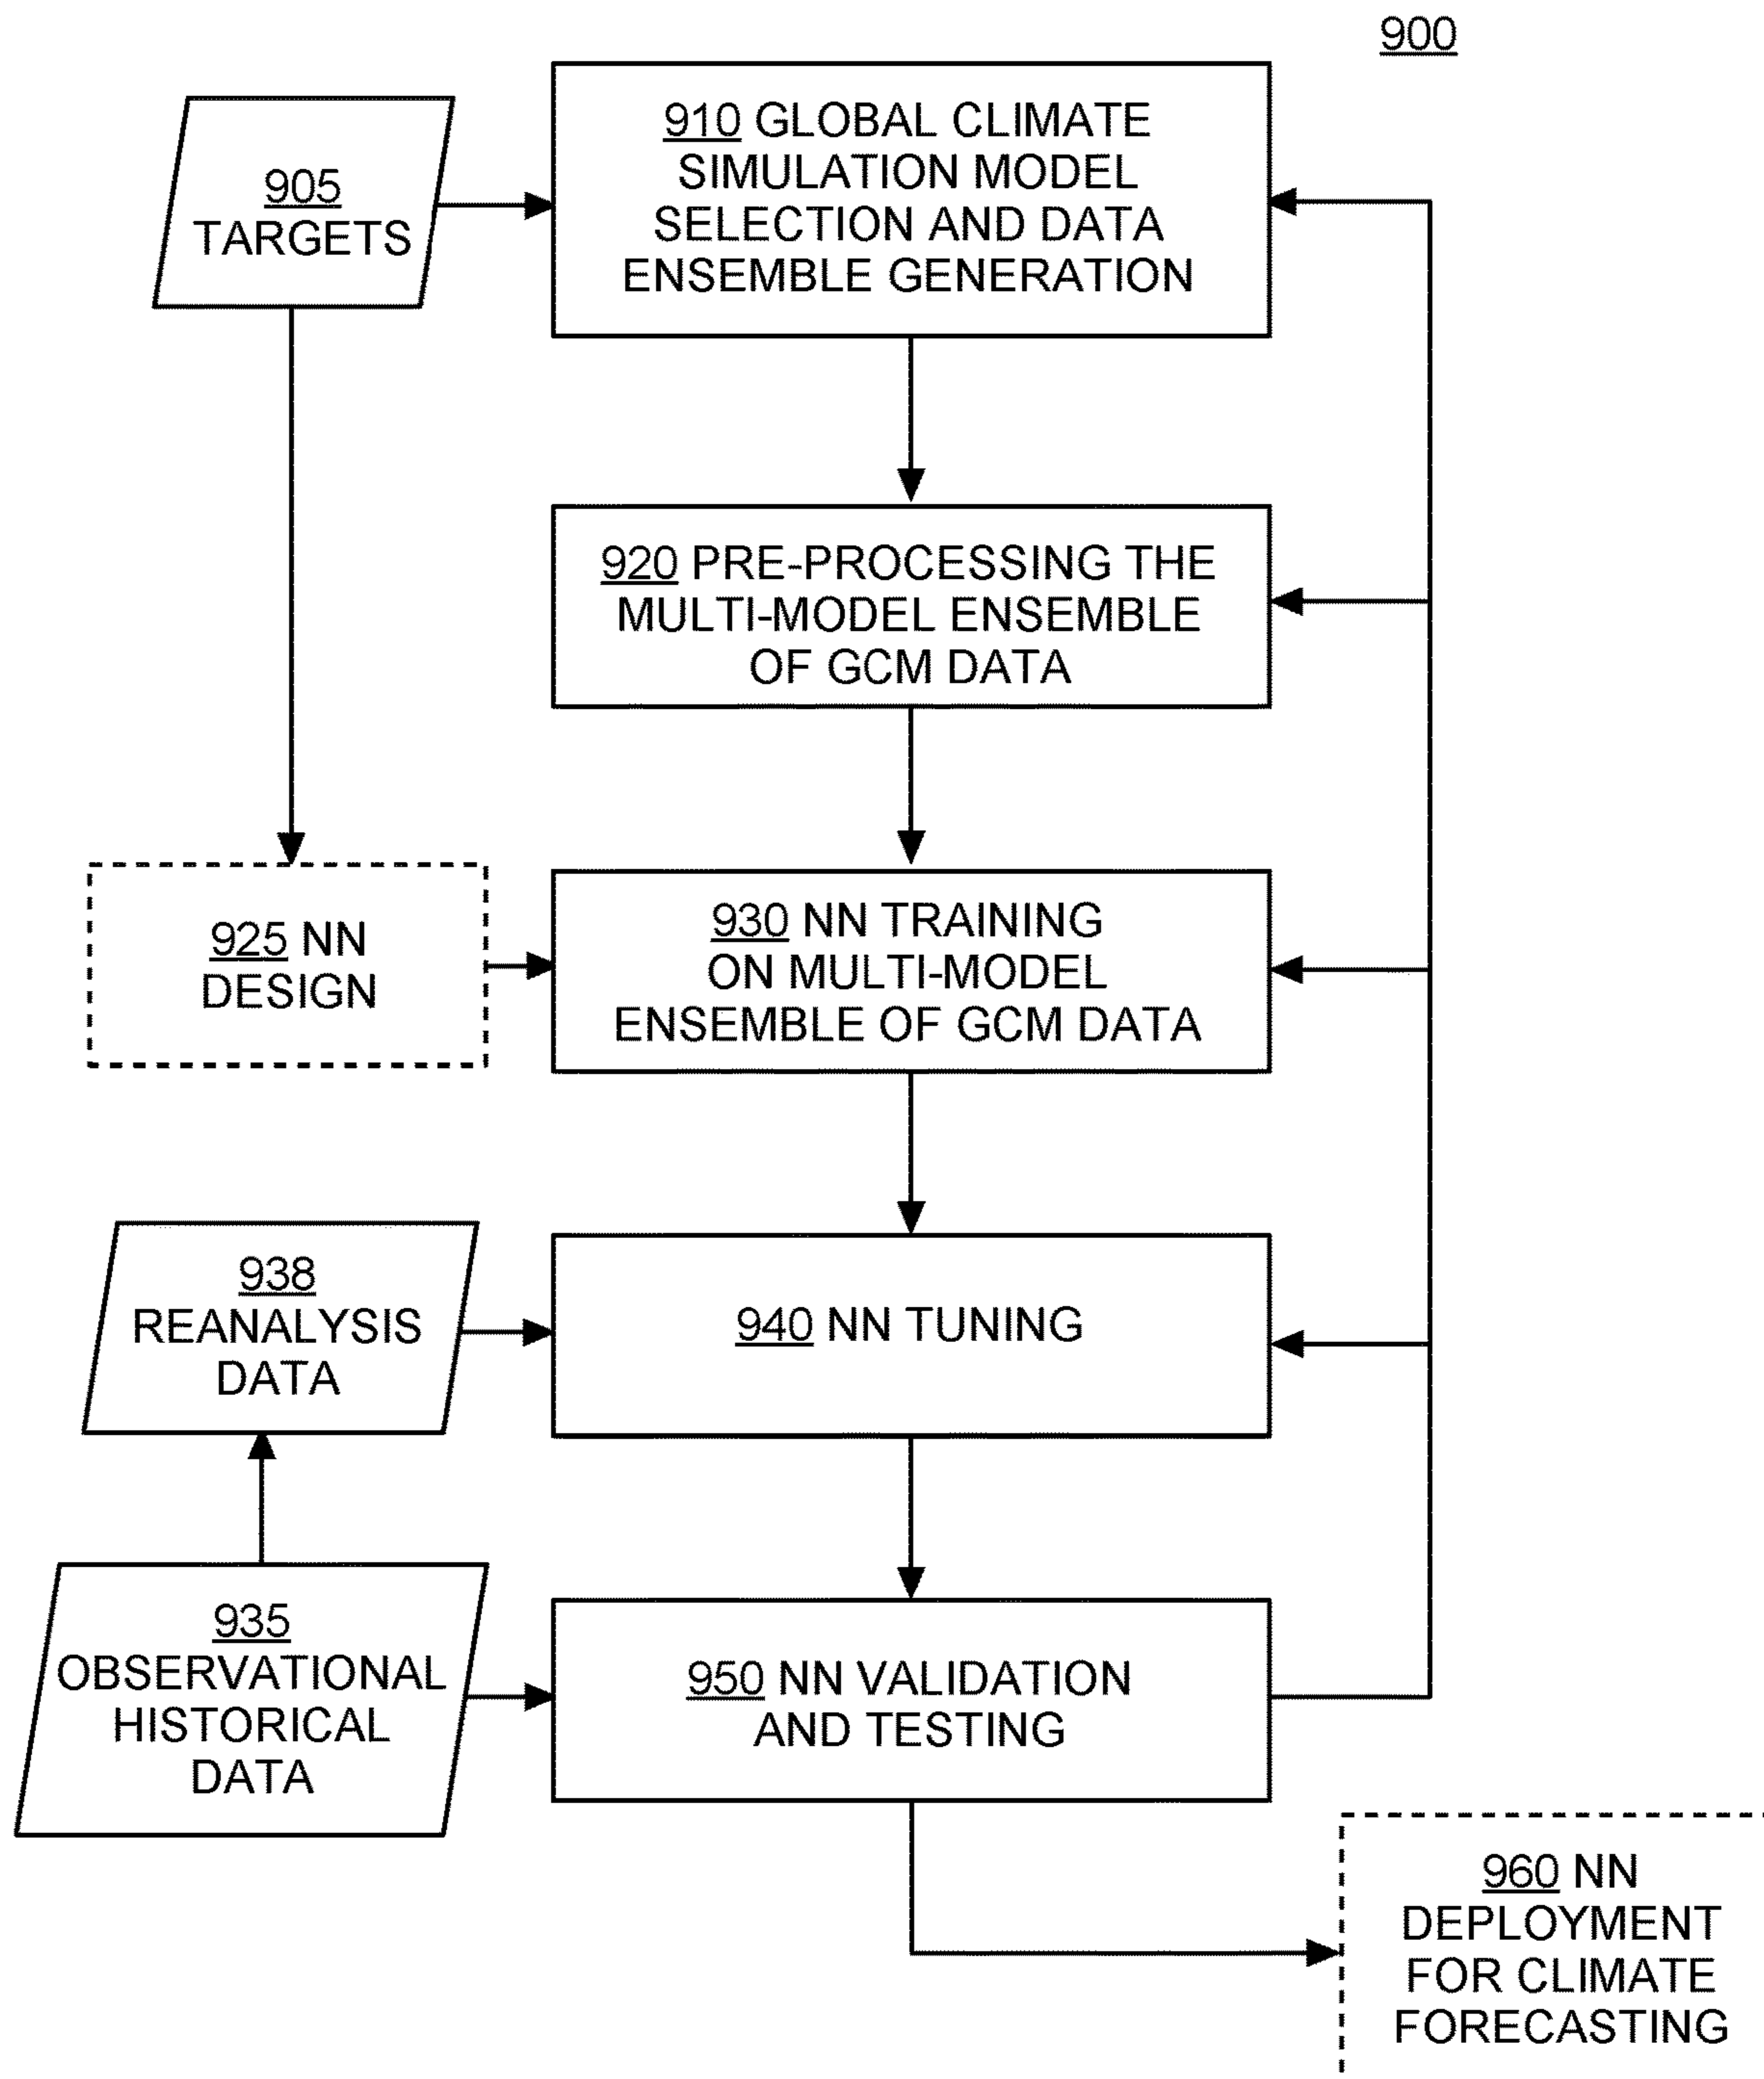 900
910 GLOBAL CLIMATE
SIMULATION MODEL
SELECTION AND DATA
ENSEMBLE GENERATION
905
TARGETS
920 PRE-PROCESSING THE
MULTI-MODEL ENSEMBLE
OF GCM DATA
925 NN
DESIGN
930 NN TRAINING
ON MULTI-MODEL
ENSEMBLE OF GCM DATA
938
REANALYSIS
DATA
940 NN TUNING
935
OBSERVATIONAL
HISTORICAL
DATA
950 NN VALIDATION
AND TESTING
960 NN
DEPLOYMENT
FOR CLIMATE
FORECASTING